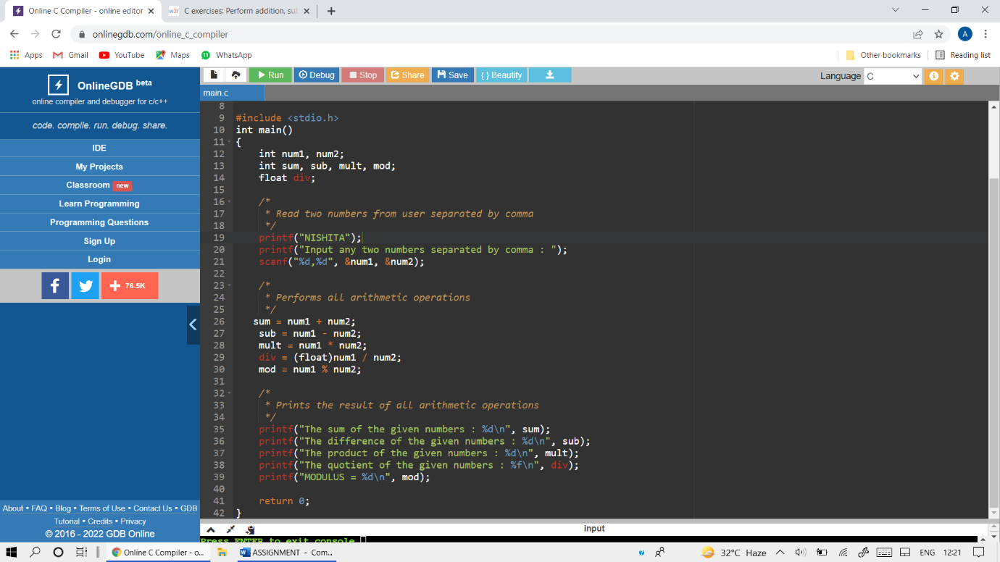 Online C Compiler - online editor
w3r C exercises: Perform addition, sul
onlinegdb.com/online_c_compiler
A
Apps Gmail YouTube Maps 11 WhatsApp Other bookmarks Reading list
OnlineGDB beta
online compiler and debugger for c/c++
code. compile. run. debug. share.
IDE
My Projects
Classroom new
Learn Programming
Programming Questions
Sign Up
Login
f + 76.5K
About • FAQ • Blog • Terms of Use • Contact Us • GDB
Tutorial • Credits • Privacy
© 2016 - 2022 GDB Online
Run Debug Stop Share Save { } Beautify
Language C
main.c
8
9 #include <stdio.h>
10 int main()
11 {
12 int num1, num2;
13 int sum, sub, mult, mod;
14 float div;
15
16 /*
17 * Read two numbers from user separated by comma
18 */
19 printf("NISHITA");
20 printf("Input any two numbers separated by comma : ");
21 scanf("%d,%d", &num1, &num2);
22
23 /*
24 * Performs all arithmetic operations
25 */
26 sum = num1 + num2;
27 sub = num1 - num2;
28 mult = num1 * num2;
29 div = (float)num1 / num2;
30 mod = num1 % num2;
31
32 /*
33 * Prints the result of all arithmetic operations
34 */
35 printf("The sum of the given numbers : %d\n", sum);
36 printf("The difference of the given numbers : %d\n", sub);
37 printf("The product of the given numbers : %d\n", mult);
38 printf("The quotient of the given numbers : %f\n", div);
39 printf("MODULUS = %d\n", mod);
40
41 return 0;
42 }
input
Press ENTER to exit console.
Online C Compiler - o... W ASSIGNMENT - Com... 32°C Haze ENG 12:21